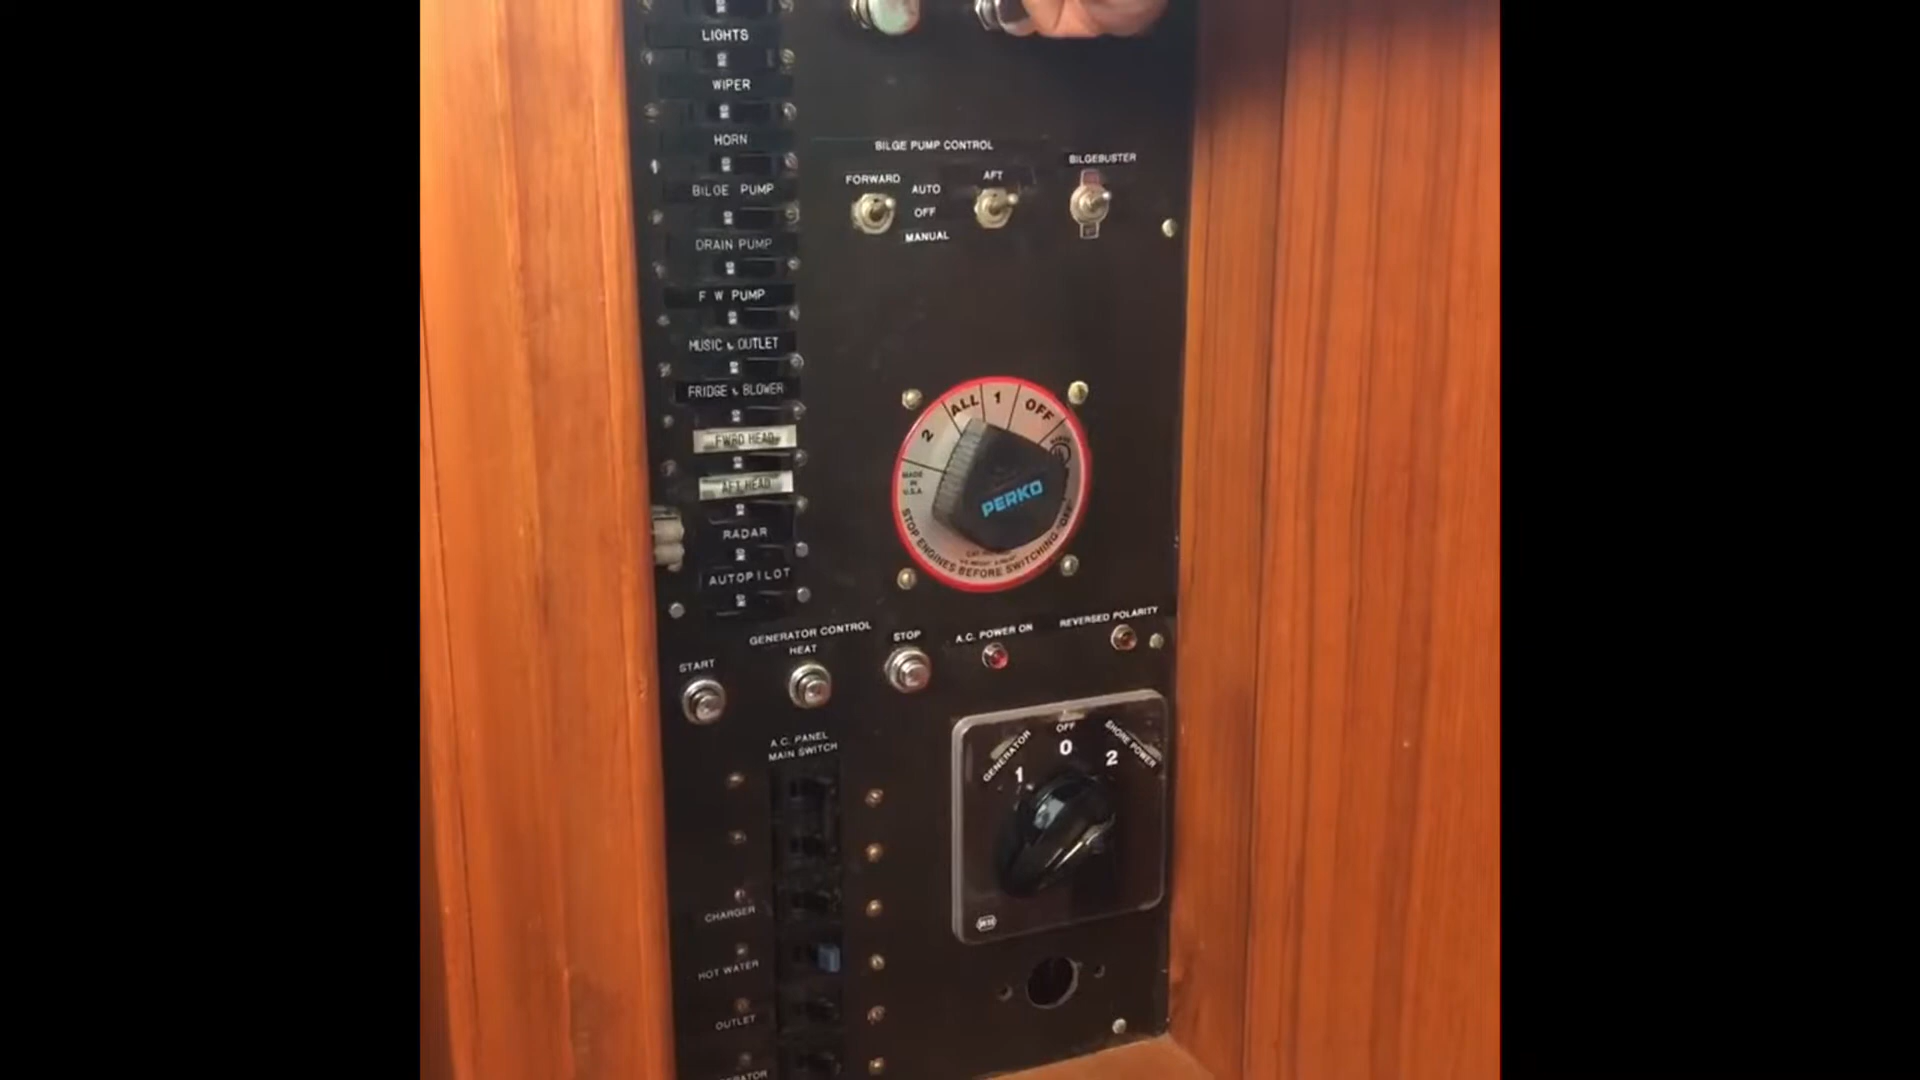 LIGHTS
WIPER
HORN
BILGE PUMP
DRAIN PUMP
F W PUMP
MUSIC & OUTLET
FRIDGE & BLOWER
FWRD HEAD
AFT HEAD
RADAR
AUTOPILOT
BILGE PUMP CONTROL
FORWARD
AUTO
OFF
MANUAL
AFT
BILGEBUSTER
2
ALL
1
OFF
MADE
IN
U.S.A
PERKO
STOP ENGINES BEFORE SWITCHING "OFF"
GENERATOR CONTROL
START
HEAT
STOP
A.C. POWER ON
REVERSED POLARITY
A.C. PANEL
MAIN SWITCH
GENERATOR
OFF
SHORE POWER
1
0
2
CHARGER
HOT WATER
OUTLET